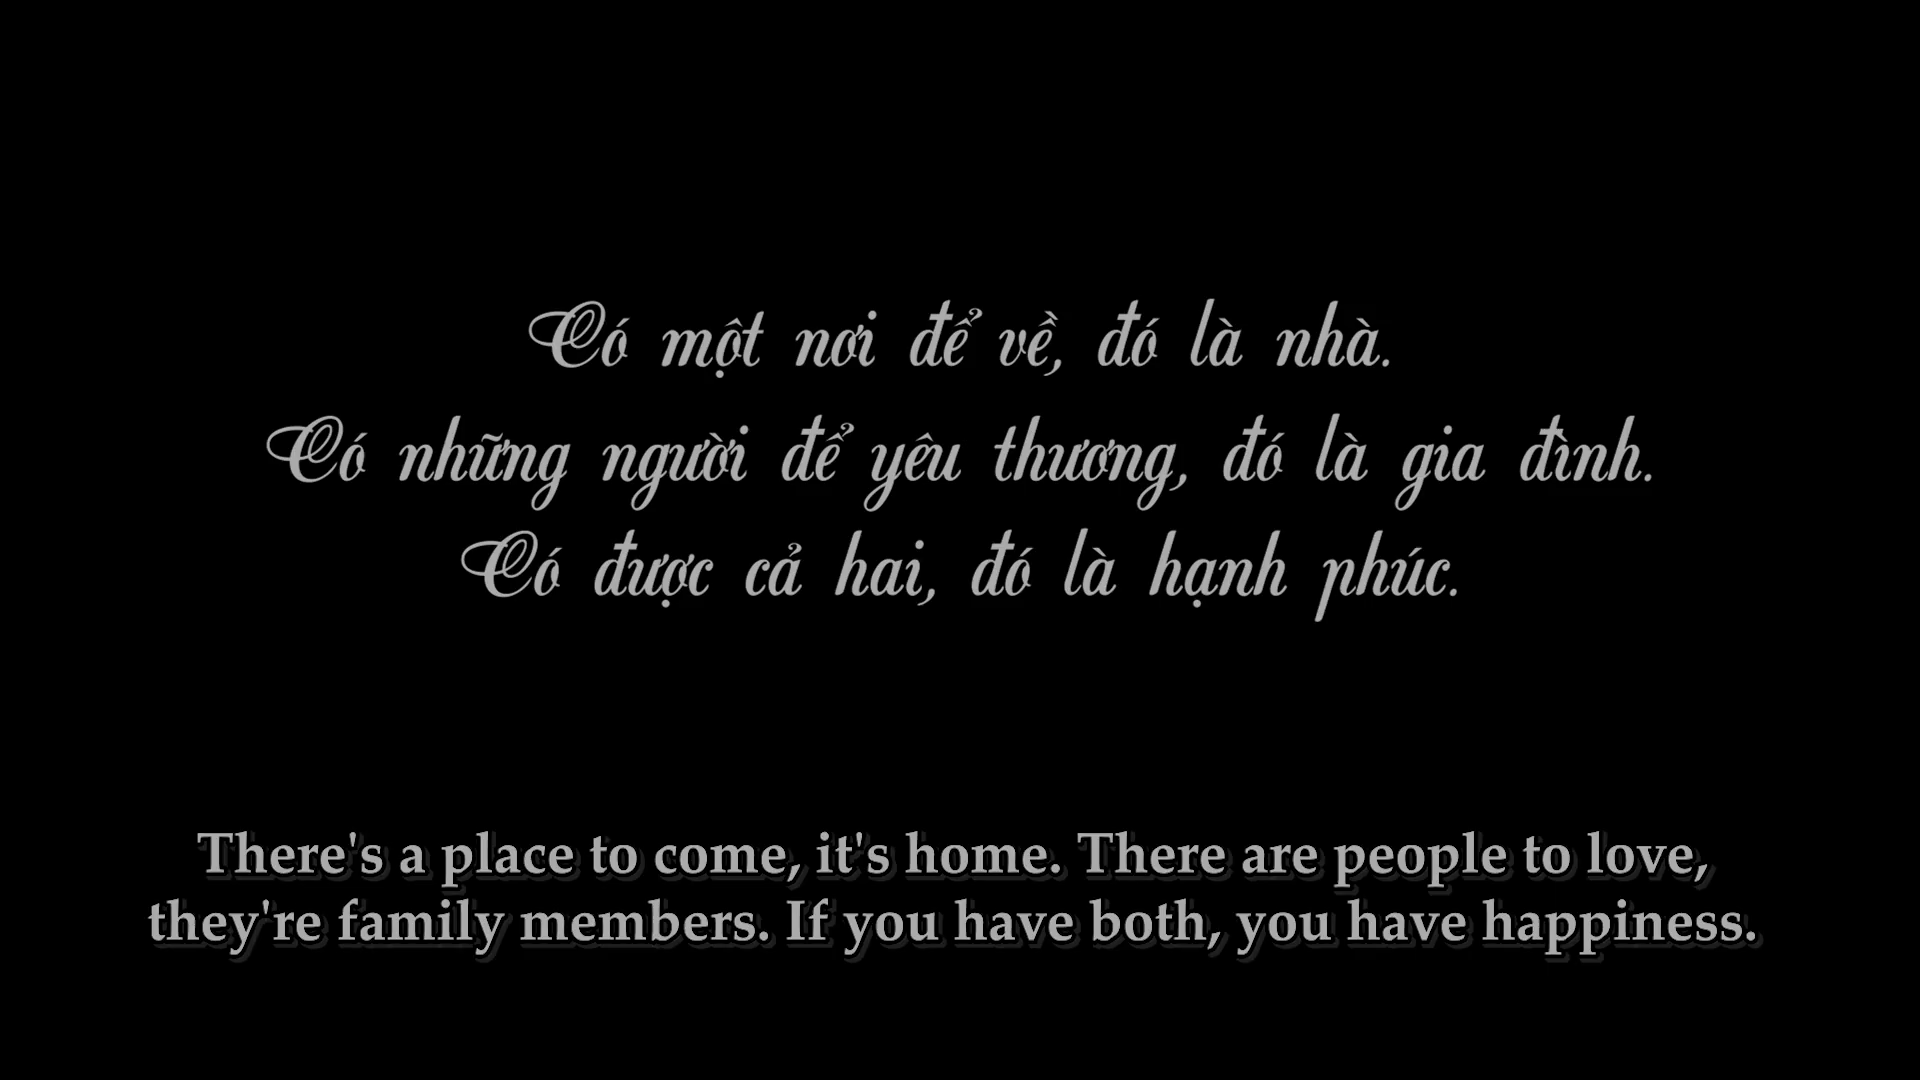 Có một nơi để về, đó là nhà.
Có những người để yêu thương, đó là gia đình.
Có được cả hai, đó là hạnh phúc.
There's a place to come, it's home. There are people to love,
they're family members. If you have both, you have happiness.